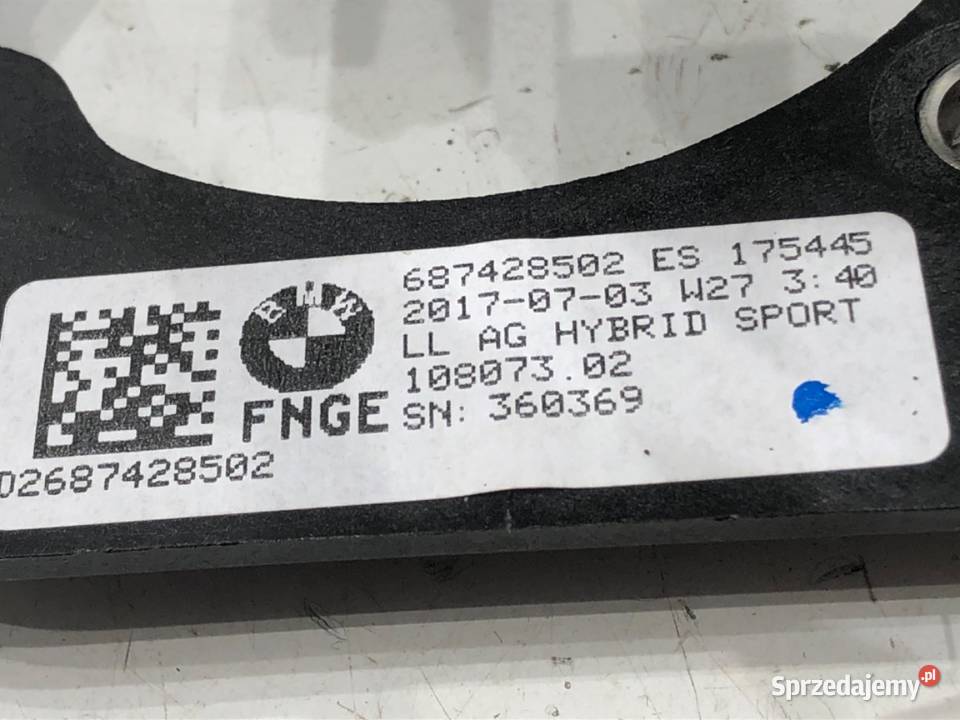 687428502 ES 175445
2017-07-03 W27 3:40
LL AG HYBRID SPORT
108073.02
SN: 360369
BMW
FNGE
D2687428502
Sprzedajemy.pl